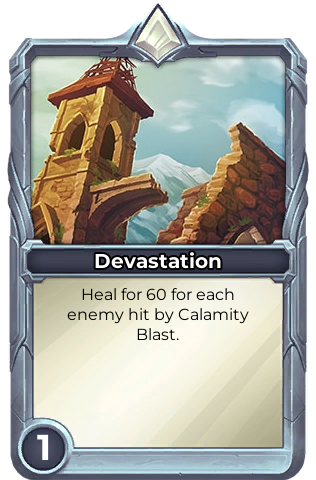 Devastation
Heal for 60 for each
enemy hit by Calamity
Blast.
1